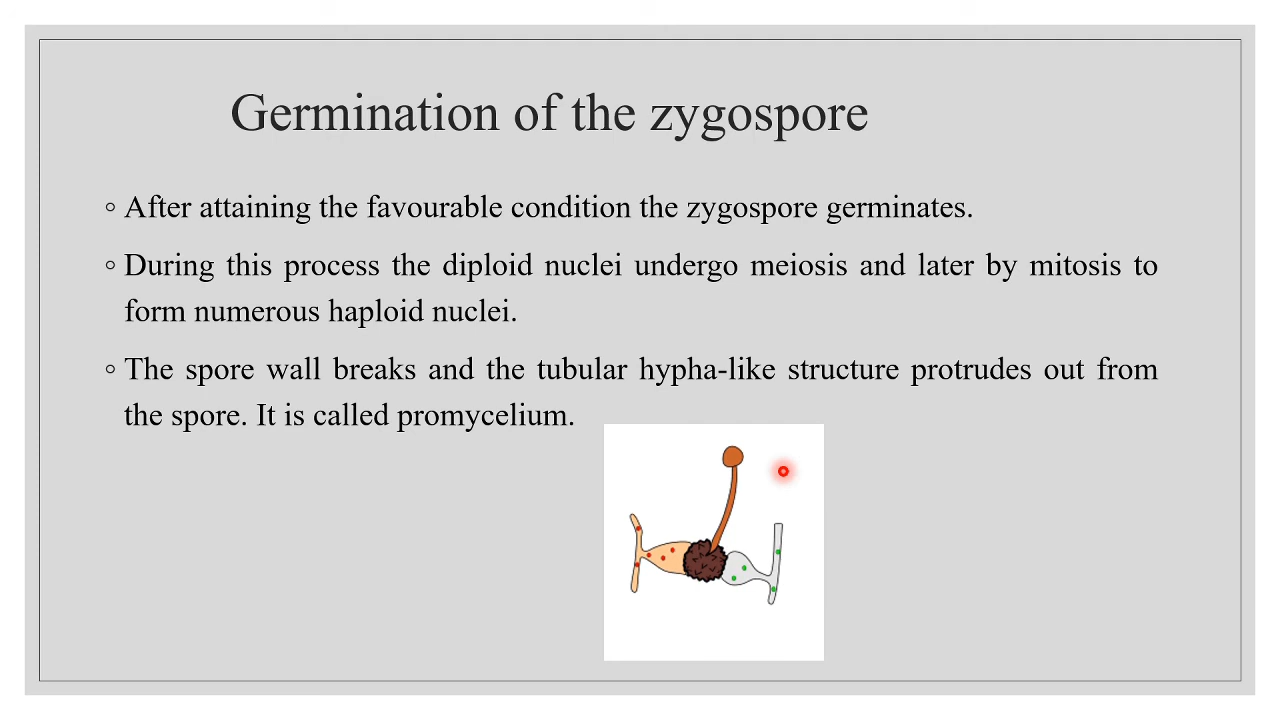 Germination of the zygospore
◦ After attaining the favourable condition the zygospore germinates.
◦ During this process the diploid nuclei undergo meiosis and later by mitosis to
form numerous haploid nuclei.
◦ The spore wall breaks and the tubular hypha-like structure protrudes out from
the spore. It is called promycelium.